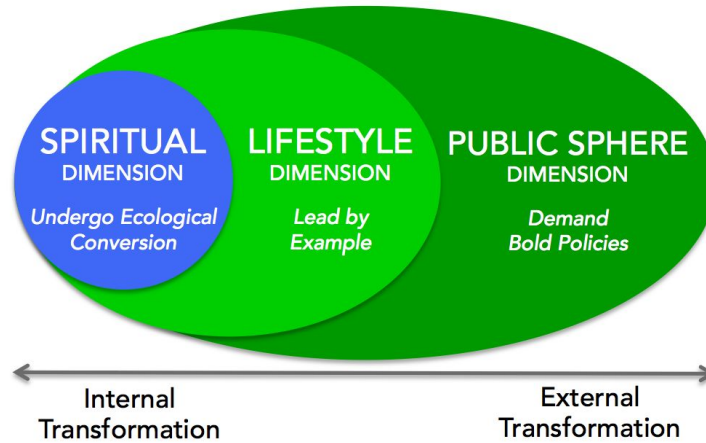 SPIRITUAL
DIMENSION
Undergo Ecological
Conversion
LIFESTYLE
DIMENSION
Lead by
Example
PUBLIC SPHERE
DIMENSION
Demand
Bold Policies
Internal
Transformation
External
Transformation